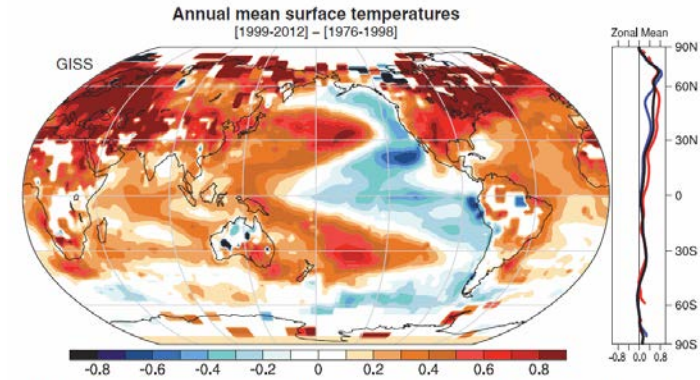 Annual mean surface temperatures
[1999-2012] – [1976-1998]
GISS
Zonal Mean
90N
60N
30N
0
30S
60S
90S
-0.8 0.0 0.8
-0.8 -0.6 -0.4 -0.2 0 0.2 0.4 0.6 0.8